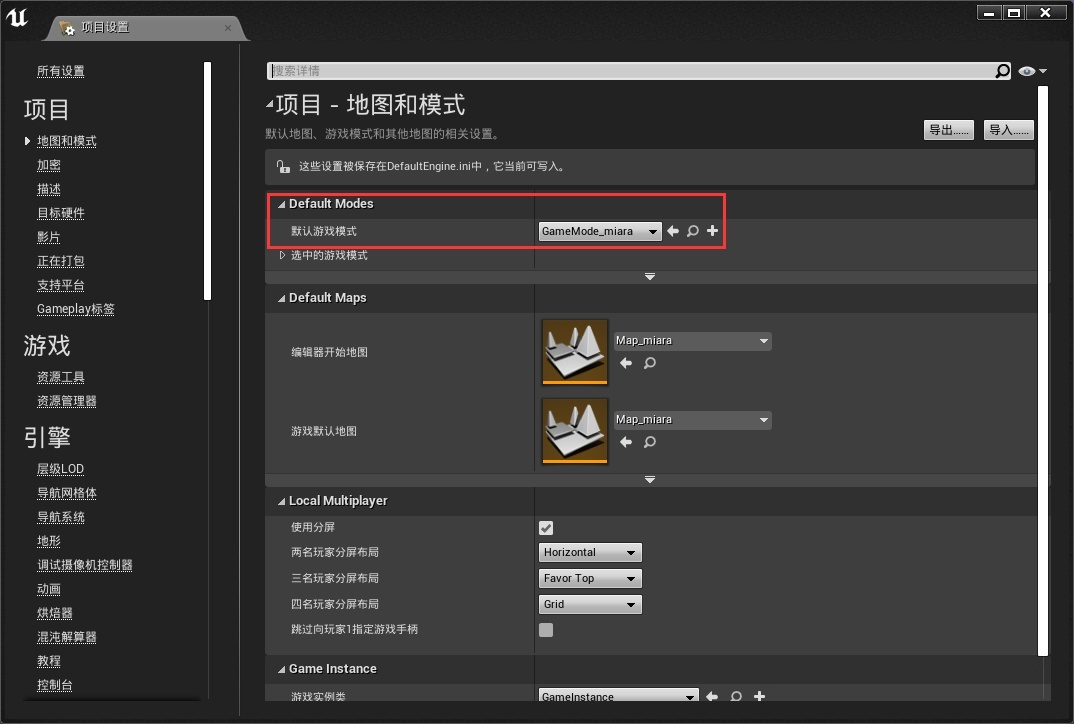 项目设置
所有设置
项目
地图和模式
加密
描述
目标硬件
影片
正在打包
支持平台
Gameplay标签
游戏
资源工具
资源管理器
引擎
层级LOD
导航网格体
导航系统
地形
调试摄像机控制器
动画
烘焙器
混沌解算器
教程
控制台
搜索详情
项目 - 地图和模式
默认地图、游戏模式和其他地图的相关设置。
导出......
导入......
这些设置被保存在DefaultEngine.ini中，它当前可写入。
Default Modes
默认游戏模式 GameMode_miara
选中的游戏模式
Default Maps
编辑器开始地图 Map_miara
游戏默认地图 Map_miara
Local Multiplayer
使用分屏
两名玩家分屏布局 Horizontal
三名玩家分屏布局 Favor Top
四名玩家分屏布局 Grid
跳过向玩家1指定游戏手柄
Game Instance
游戏实例类 GameInstance